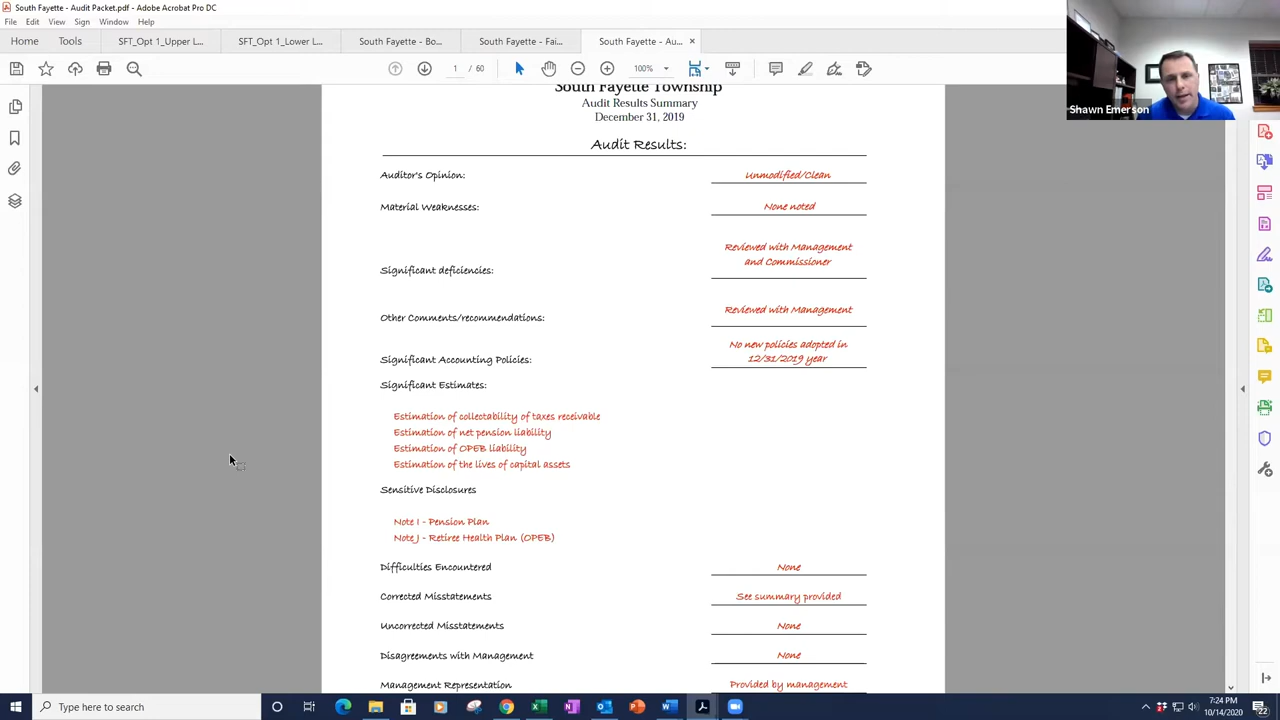 South Fayette - Audit Packet.pdf - Adobe Acrobat Pro DC
File Edit View Sign Window Help
Home Tools SFT_Opt 1_Upper L... SFT_Opt 1_Lower L... South Fayette - Bo... South Fayette - Fai... South Fayette - Au... ×
1 / 60 100%
Shawn Emerson
South Fayette Township
Audit Results Summary
December 31, 2019
Audit Results:
Auditor's Opinion: Unmodified/Clean
Material Weaknesses: None noted
Reviewed with Management
and Commissioner
Significant deficiencies:
Reviewed with Management
Other Comments/recommendations:
No new policies adopted in
12/31/2019 year
Significant Accounting Policies:
Significant Estimates:
Estimation of collectability of taxes receivable
Estimation of net pension liability
Estimation of OPEB liability
Estimation of the lives of capital assets
Sensitive Disclosures
Note I - Pension Plan
Note J - Retiree Health Plan (OPEB)
Difficulties Encountered None
Corrected Misstatements See summary provided
Uncorrected Misstatements None
Disagreements with Management None
Management Representation Provided by management
Type here to search
7:24 PM
10/14/2020
22